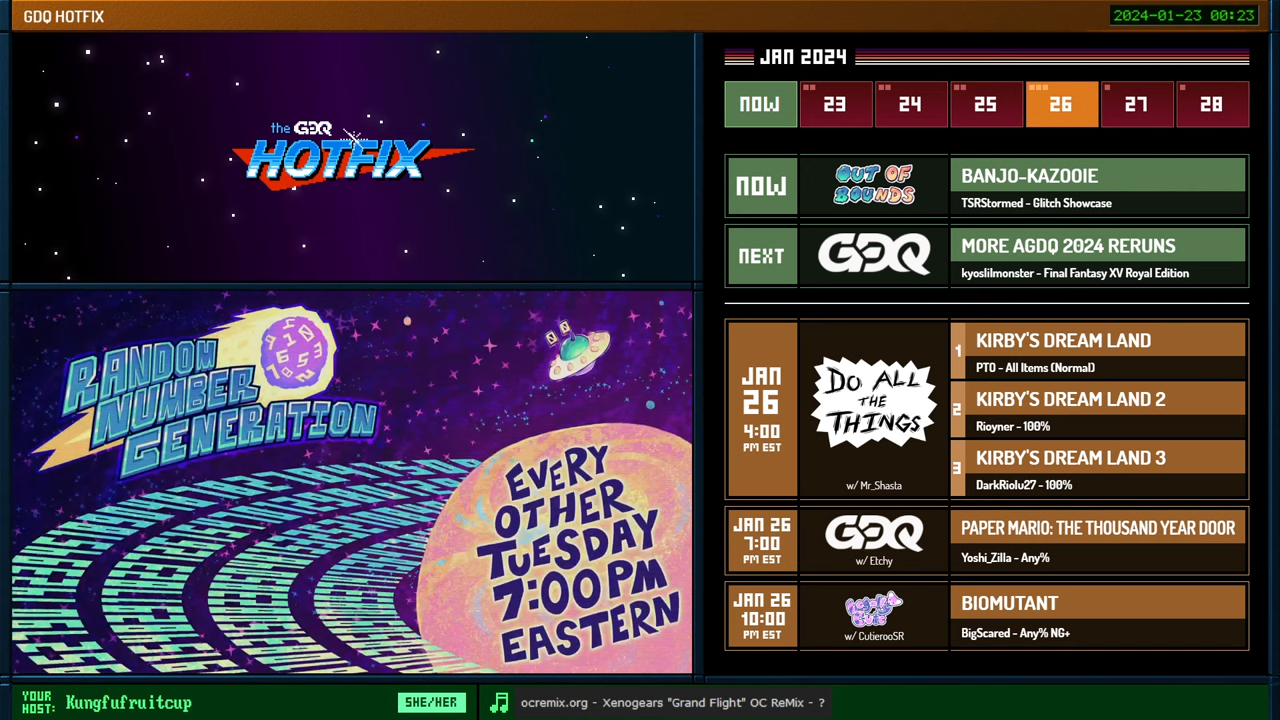 GDQ HOTFIX
2024-01-23 00:23
the GDQ
HOTFIX
RANDOM
NUMBER
GENERATION
EVERY
OTHER
TUESDAY
7:00 PM
EASTERN
JAN 2024
NOW
23
24
25
26
27
28
NOW
OUT OF
BOUNDS
BANJO-KAZOOIE
TSRStormed - Glitch Showcase
NEXT
GDQ
MORE AGDQ 2024 RERUNS
kyoslilmonster - Final Fantasy XV Royal Edition
JAN
26
4:00
PM EST
DO ALL
THE
THINGS
w/ Mr_Shasta
1
KIRBY'S DREAM LAND
PTO - All Items (Normal)
2
KIRBY'S DREAM LAND 2
Rioyner - 100%
3
KIRBY'S DREAM LAND 3
DarkRiolu27 - 100%
JAN 26
7:00
PM EST
GDQ
w/ Etchy
PAPER MARIO: THE THOUSAND YEAR DOOR
Yoshi_Zilla - Any%
JAN 26
10:00
PM EST
w/ CutierooSR
BIOMUTANT
BigScared - Any% NG+
YOUR
HOST:
Kungfufruitcup
SHE/HER
ocremix.org - Xenogears "Grand Flight" OC ReMix - ?